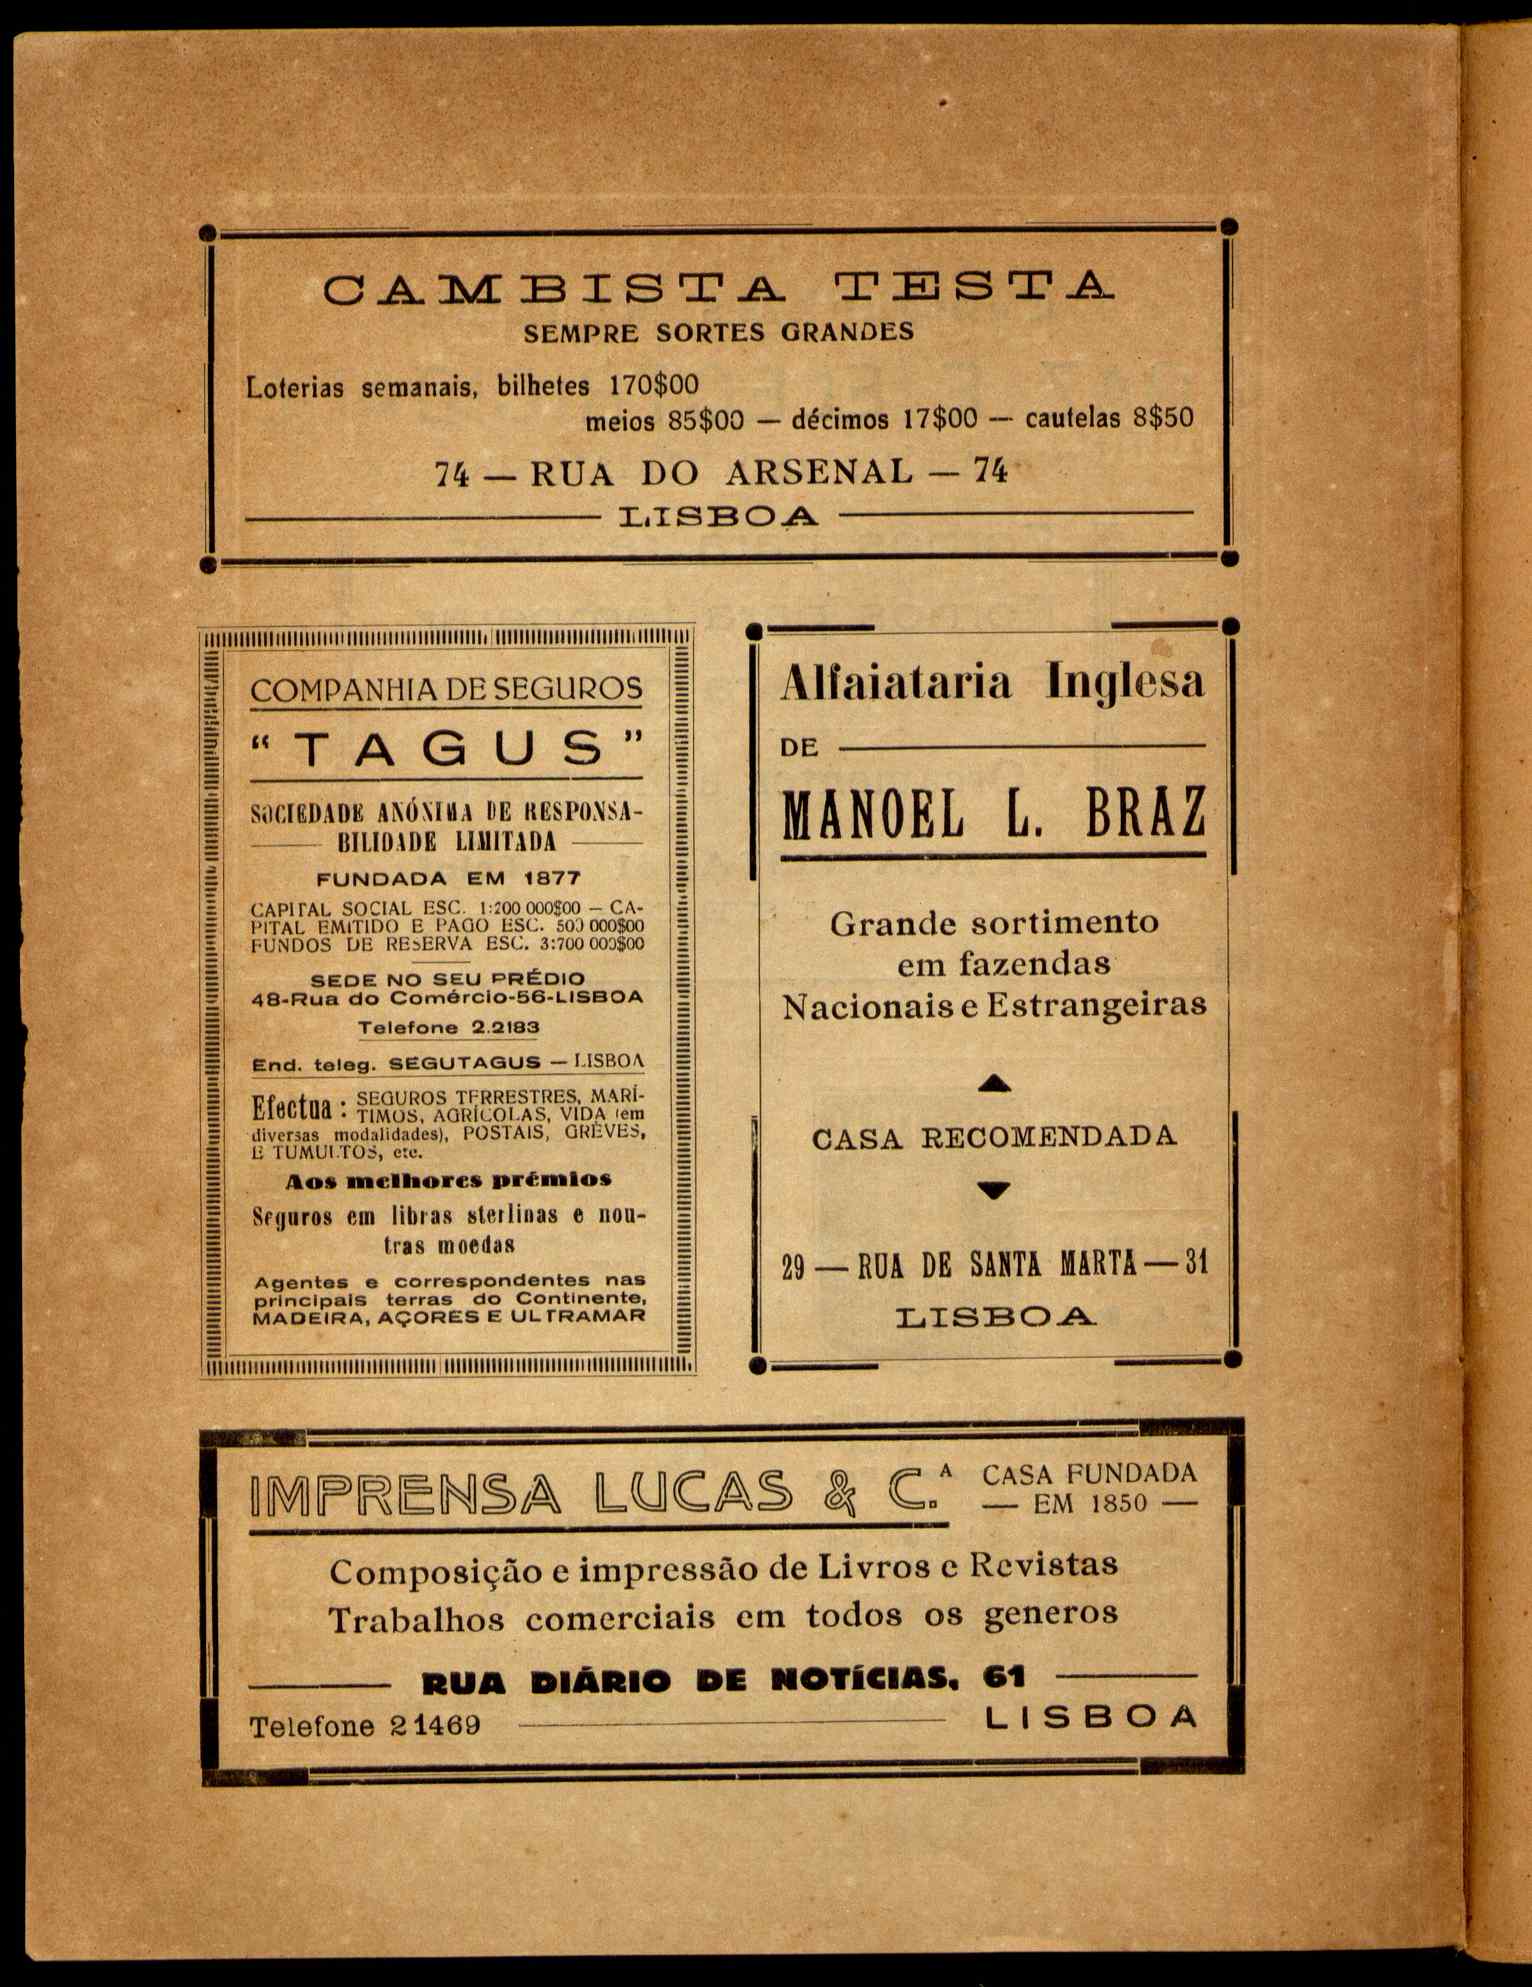 CAMBISTA TESTA
SEMPRE SORTES GRANDES
Loterias semanais, bilhetes 170$00
meios 85$00 — décimos 17$00 — cautelas 8$50
74 — RUA DO ARSENAL — 74
LISBOA
COMPANHIA DE SEGUROS
"TAGUS"
SOCIEDADE ANÓNIMA DE RESPONSA-
BILIDADE LIMITADA
FUNDADA EM 1877
CAPITAL SOCIAL ESC. 1:200 000$00 — CA-
PITAL EMITIDO E PAGO ESC. 500 000$00
FUNDOS DE RESERVA ESC. 3:700 000$00
SEDE NO SEU PRÉDIO
48-Rua do Comércio-56-LISBOA
Telefone 2.2183
End. teleg. SEGUTAGUS — LISBOA
Efectua : SEGUROS TERRESTRES, MARÍ-
TIMOS, AGRÍCOLAS, VIDA (em
diversas modalidades), POSTAIS, GRÉVES,
E TUMULTOS, etc.
Aos melhores prémios
Seguros em libras sterlinas e nou-
tras moedas
Agentes e correspondentes nas
principais terras do Continente,
MADEIRA, AÇORES E ULTRAMAR
Alfaiataria Inglesa
DE
MANOEL L. BRAZ
Grande sortimento
em fazendas
Nacionais e Estrangeiras
CASA RECOMENDADA
29 — RUA DE SANTA MARTA — 31
LISBOA
IMPRENSA LUCAS & C.ᴬ
CASA FUNDADA
— EM 1850 —
Composição e impressão de Livros e Revistas
Trabalhos comerciais em todos os generos
RUA DIÁRIO DE NOTÍCIAS, 61
Telefone 21469
LISBOA